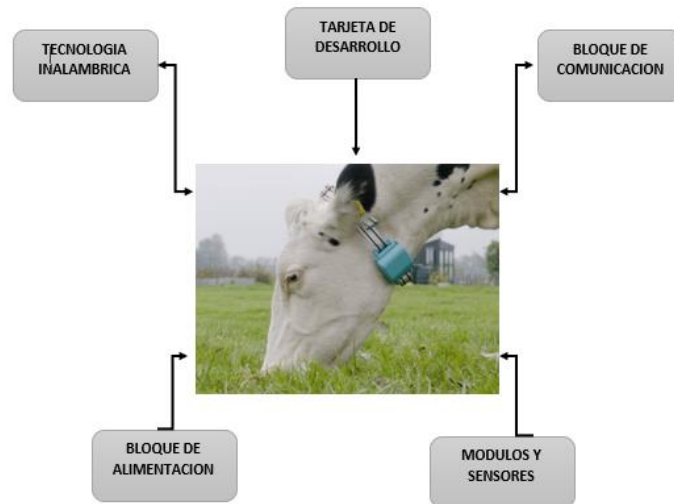 TARJETA DE
DESARROLLO
TECNOLOGIA
INALAMBRICA
BLOQUE DE
COMUNICACION
BLOQUE DE
ALIMENTACION
MODULOS Y
SENSORES